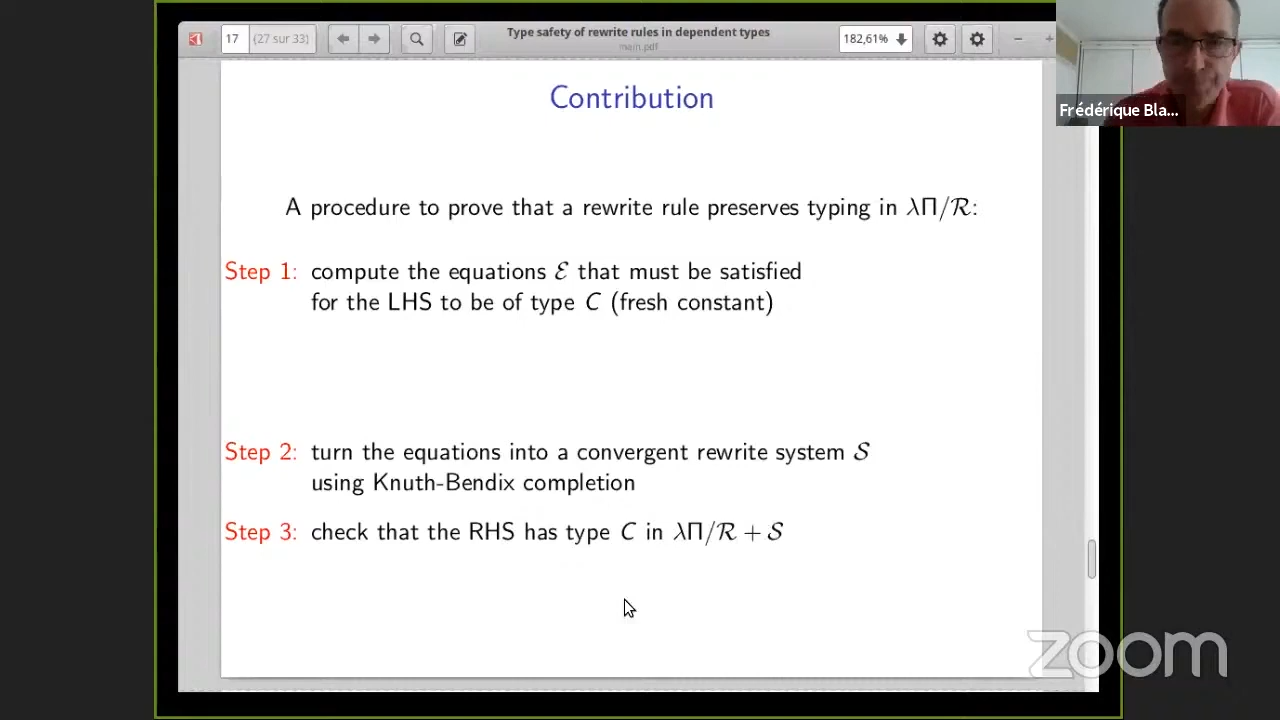 17
(27 sur 33)
Type safety of rewrite rules in dependent types
main.pdf
182,61%
Frédérique Bla...
Contribution
A procedure to prove that a rewrite rule preserves typing in λΠ/ℛ:
Step 1: compute the equations ℰ that must be satisfied
for the LHS to be of type C (fresh constant)
Step 2: turn the equations into a convergent rewrite system 𝒮
using Knuth-Bendix completion
Step 3: check that the RHS has type C in λΠ/ℛ + 𝒮
zoom